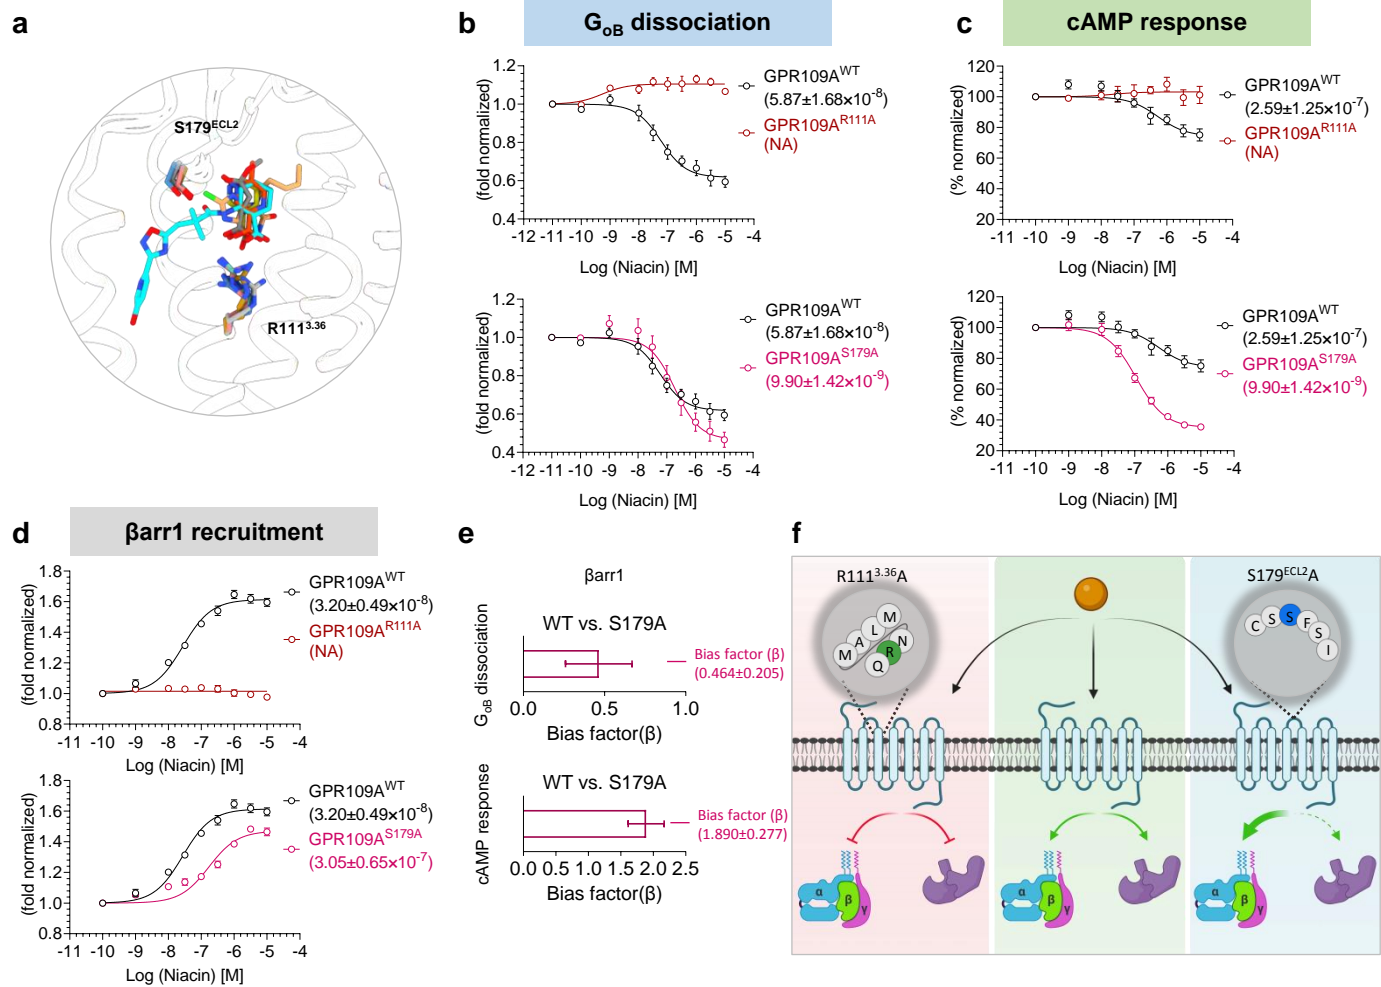 a
S179ECL2
R1113.36
b
GoB dissociation
(fold normalized)
1.2
1.0
0.8
0.6
0.4
-12 -11 -10 -9 -8 -7 -6 -5 -4 -3
Log (Niacin) [M]
GPR109AWT
(5.87±1.68×10-8)
GPR109AR111A
(NA)
(fold normalized)
1.2
1.0
0.8
0.6
0.4
-12 -11 -10 -9 -8 -7 -6 -5 -4 -3
Log (Niacin) [M]
GPR109AWT
(5.87±1.68×10-8)
GPR109AS179A
(9.90±1.42×10-9)
c
cAMP response
(% normalized)
120
100
80
60
40
20
-11 -10 -9 -8 -7 -6 -5 -4
Log (Niacin) [M]
GPR109AWT
(2.59±1.25×10-7)
GPR109AR111A
(NA)
(% normalized)
120
100
80
60
40
20
-11 -10 -9 -8 -7 -6 -5 -4
Log (Niacin) [M]
GPR109AWT
(2.59±1.25×10-7)
GPR109AS179A
(9.90±1.42×10-9)
d
βarr1 recruitment
(fold normalized)
1.8
1.6
1.4
1.2
1.0
0.8
-11 -10 -9 -8 -7 -6 -5 -4
Log (Niacin) [M]
GPR109AWT
(3.20±0.49×10-8)
GPR109AR111A
(NA)
(fold normalized)
1.8
1.6
1.4
1.2
1.0
0.8
-11 -10 -9 -8 -7 -6 -5 -4
Log (Niacin) [M]
GPR109AWT
(3.20±0.49×10-8)
GPR109AS179A
(3.05±0.65×10-7)
e
βarr1
GoB dissociation
WT vs. S179A
0.0 0.5 1.0
Bias factor(β)
Bias factor (β)
(0.464±0.205)
cAMP response
WT vs. S179A
0.0 0.5 1.0 1.5 2.0 2.5
Bias factor(β)
Bias factor (β)
(1.890±0.277)
f
R1113.36A
M A L M
N
R
Q
S179ECL2A
C S S F S I
α β γ
α β γ
α β γ